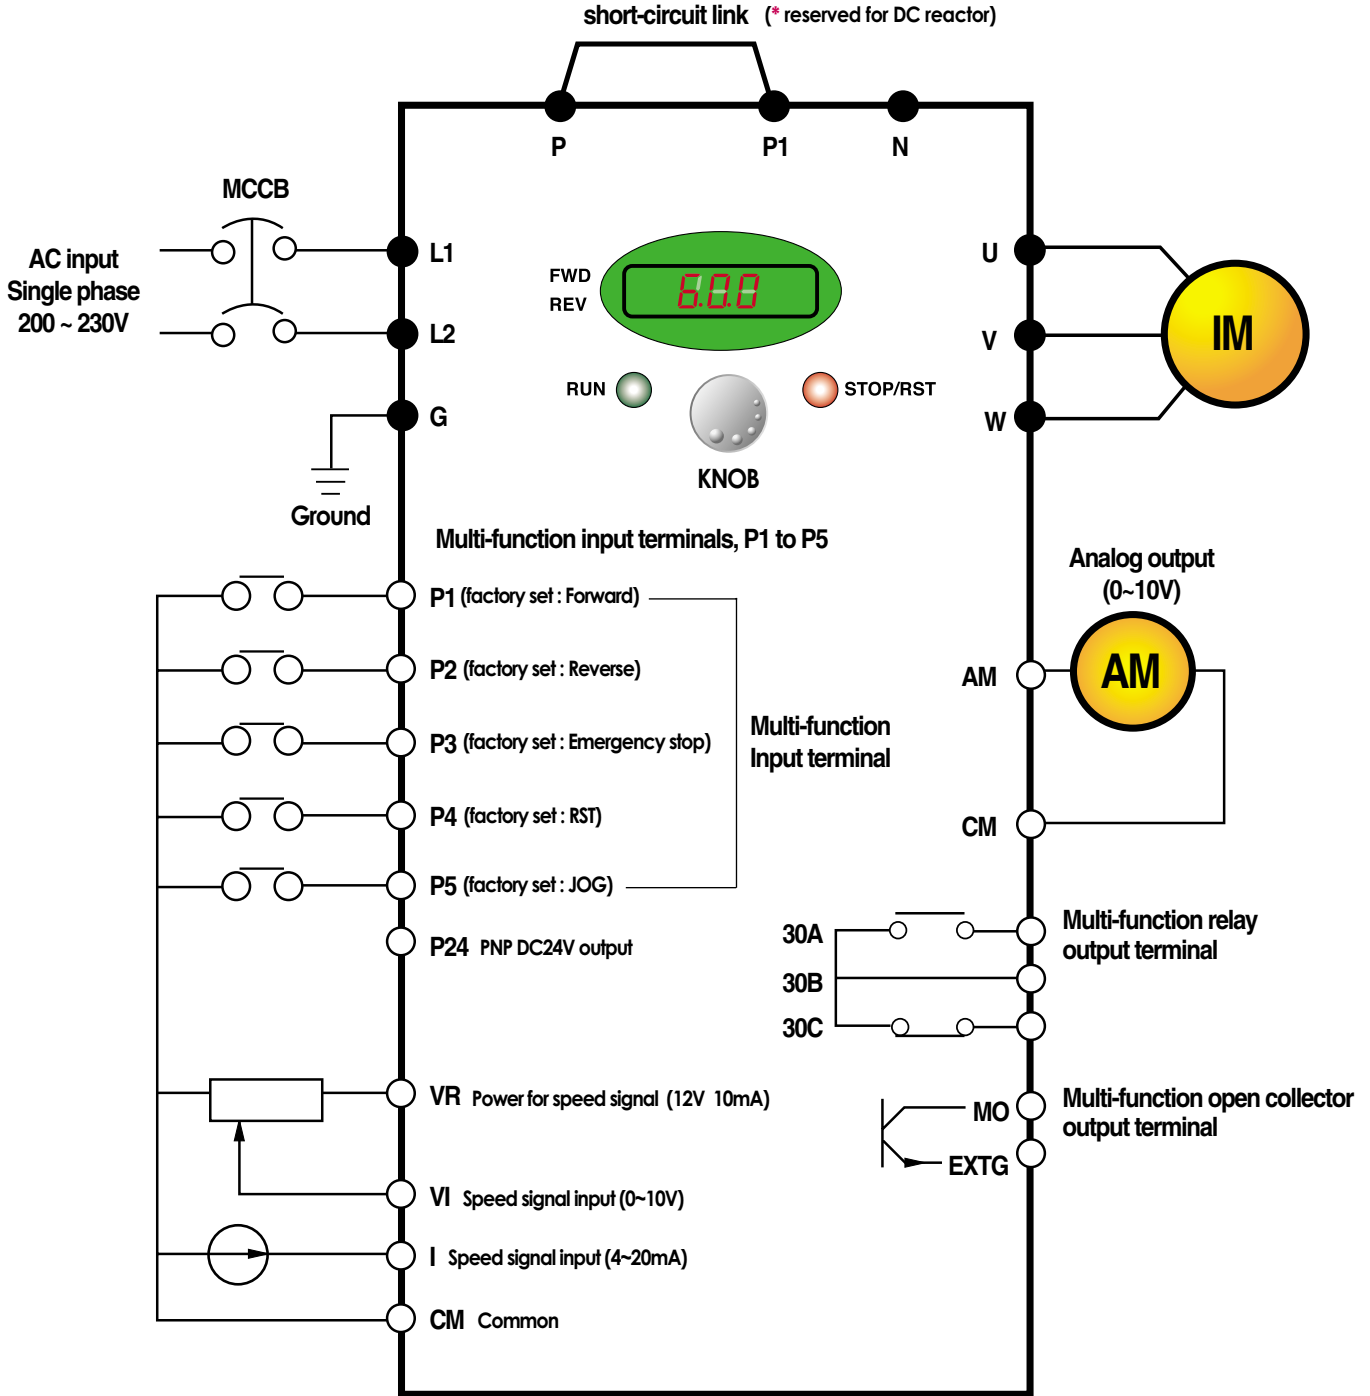 short-circuit link (* reserved for DC reactor)
P
P1
N
MCCB
AC input
Single phase
200 ~ 230V
L1
L2
G
Ground
FWD
REV
6.0.0
RUN
STOP/RST
KNOB
U
V
W
IM
Multi-function input terminals, P1 to P5
P1 (factory set : Forward)
P2 (factory set : Reverse)
P3 (factory set : Emergency stop)
P4 (factory set : RST)
P5 (factory set : JOG)
Multi-function
Input terminal
P24 PNP DC24V output
VR Power for speed signal (12V 10mA)
VI Speed signal input (0~10V)
I Speed signal input (4~20mA)
CM Common
Analog output
(0~10V)
AM
AM
CM
30A
30B
30C
Multi-function relay
output terminal
MO
EXTG
Multi-function open collector
output terminal